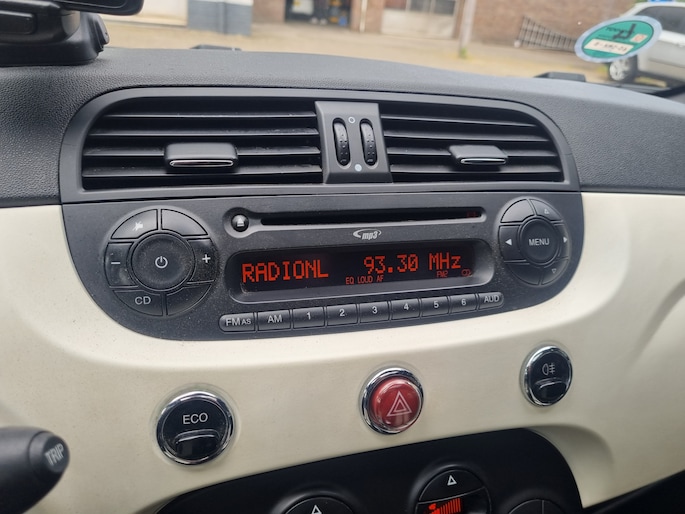 mp3
RADIONL 93.30 MHz
EQ LOUD AF FM2 CD
MENU
CD
FM AS AM 1 2 3 4 5 6 AUD
ECO
TRIP